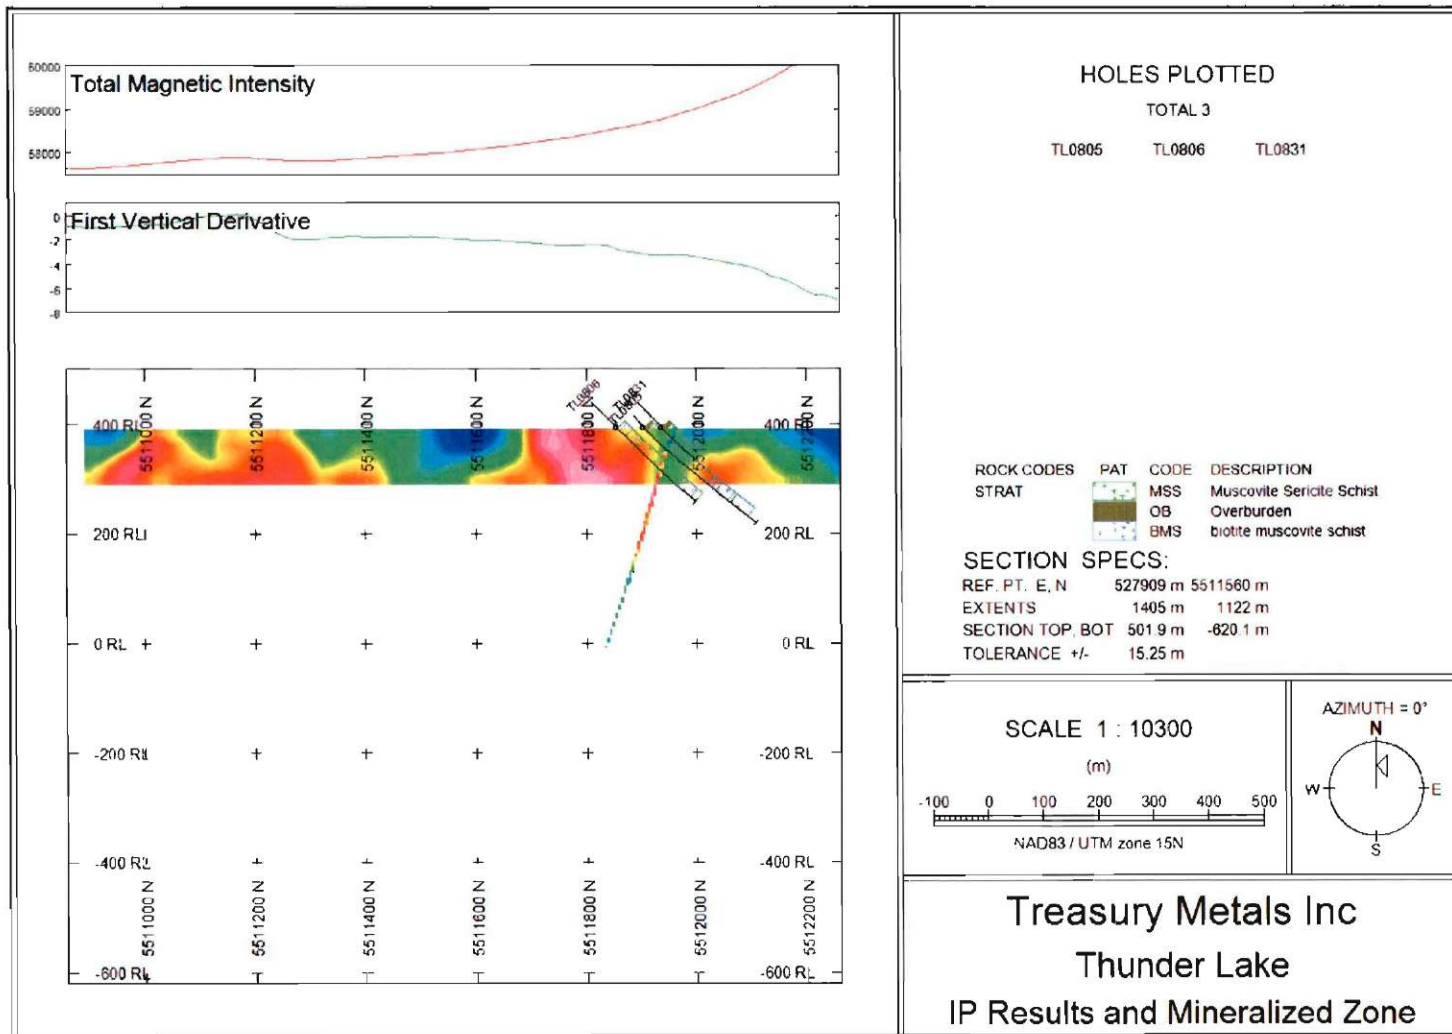 60000
Total Magnetic Intensity
59000
58000
0
First Vertical Derivative
-2
-4
-6
-8
TL0806
TL0805
TL0831
400 RL
5511000 N
5511200 N
5511400 N
5511600 N
5511800 N
5512000 N
5512200 N
400 RL
200 RL
200 RL
0 RL
0 RL
-200 RL
-200 RL
-400 RL
-400 RL
5511000 N
5511200 N
5511400 N
5511600 N
5511800 N
5512000 N
5512200 N
-600 RL
-600 RL
HOLES PLOTTED
TOTAL 3
TL0805 TL0806 TL0831
ROCK CODES PAT CODE DESCRIPTION
STRAT MSS Muscovite Sericite Schist
OB Overburden
BMS biotite muscovite schist
SECTION SPECS:
REF. PT. E, N 527909 m 5511560 m
EXTENTS 1405 m 1122 m
SECTION TOP, BOT 501.9 m -620.1 m
TOLERANCE +/- 15.25 m
SCALE 1 : 10300
(m)
-100 0 100 200 300 400 500
NAD83 / UTM zone 15N
AZIMUTH = 0°
N
W E
S
Treasury Metals Inc
Thunder Lake
IP Results and Mineralized Zone